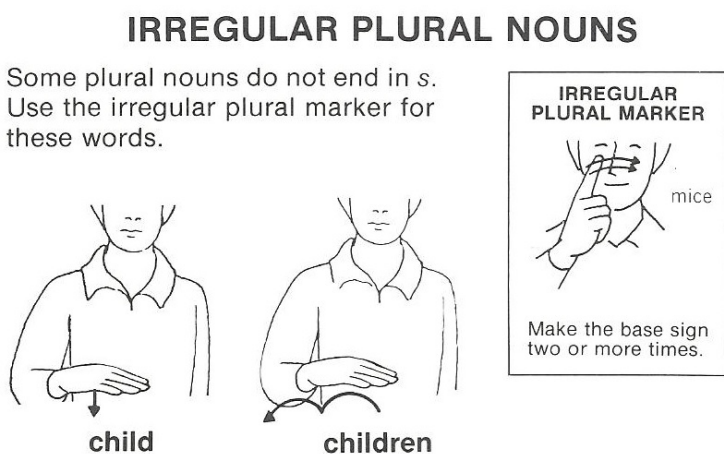 IRREGULAR PLURAL NOUNS
Some plural nouns do not end in s.
Use the irregular plural marker for
these words.
IRREGULAR
PLURAL MARKER
mice
Make the base sign
two or more times.
child
children